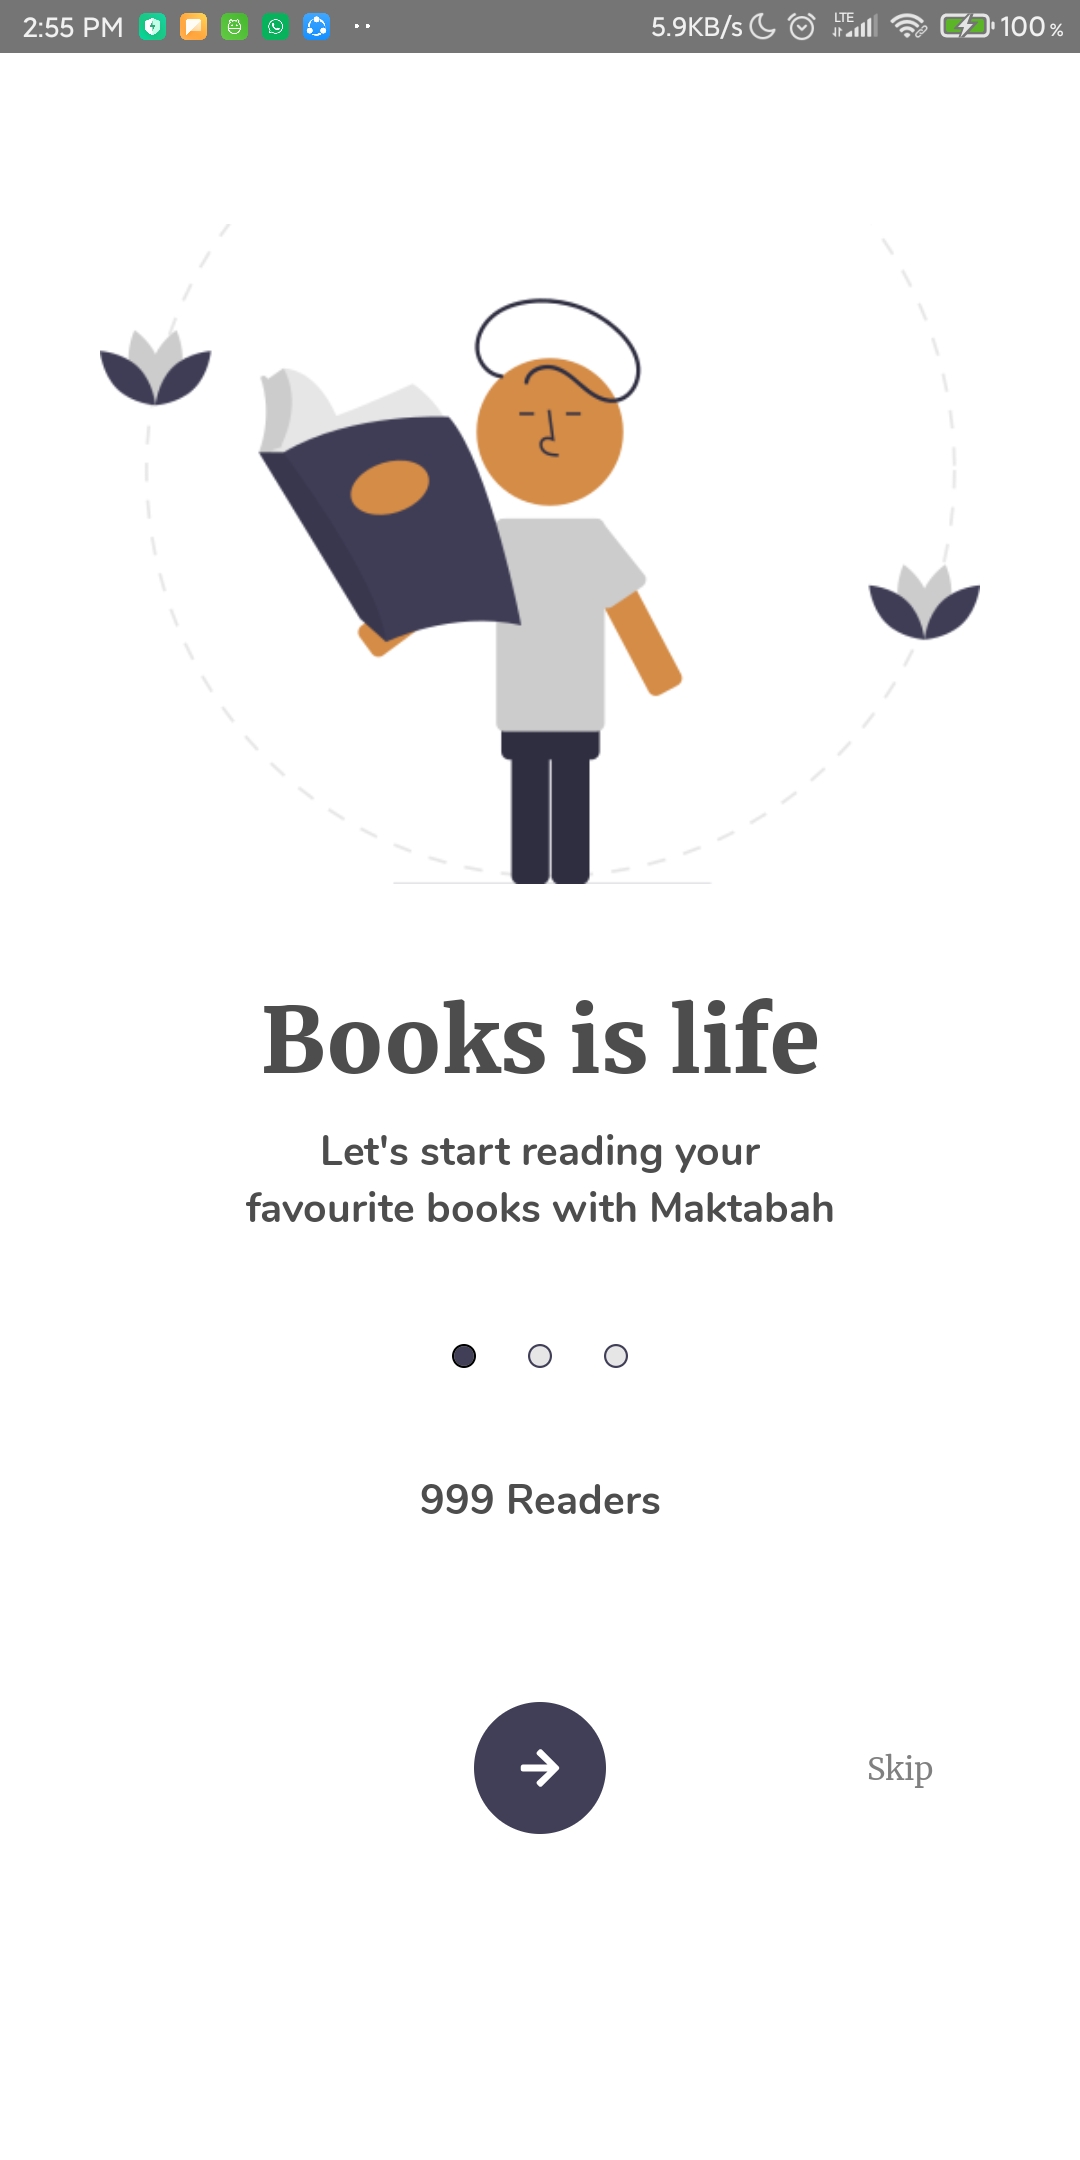 2:55 PM 5.9KB/s LTE 100 %
Books is life
Let's start reading your
favourite books with Maktabah
999 Readers
Skip